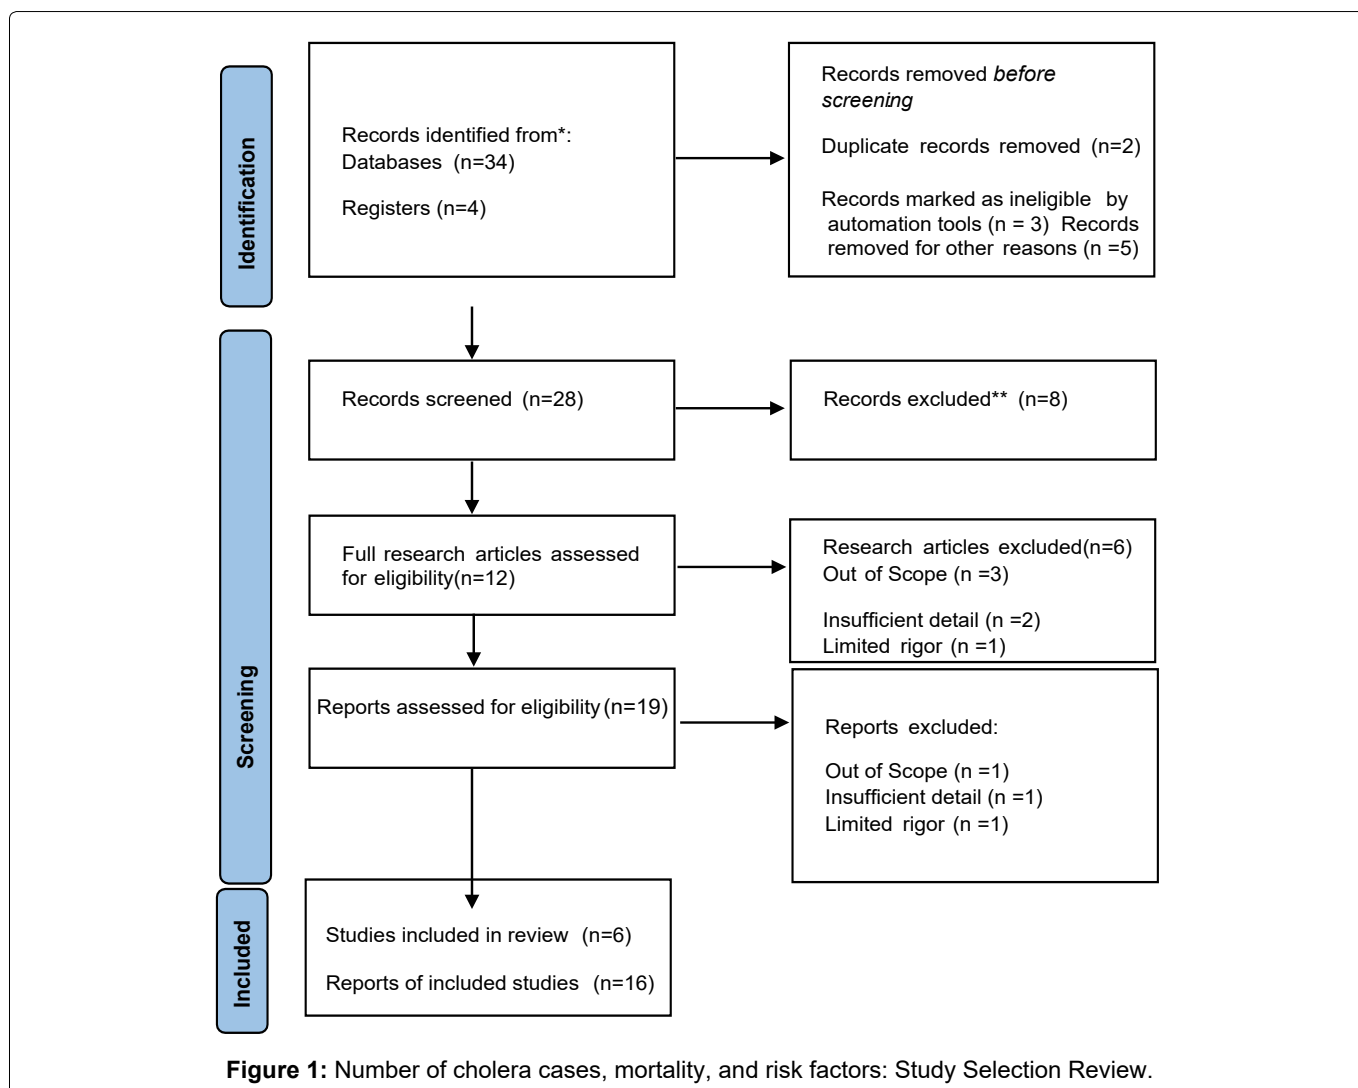 Identification
Records identified from*:
Databases (n=34)
Registers (n=4)
Records removed before
screening
Duplicate records removed (n=2)
Records marked as ineligible by
automation tools (n = 3) Records
removed for other reasons (n =5)
Screening
Records screened (n=28)
Records excluded** (n=8)
Full research articles assessed
for eligibility(n=12)
Research articles excluded(n=6)
Out of Scope (n =3)
Insufficient detail (n =2)
Limited rigor (n =1)
Reports assessed for eligibility (n=19)
Reports excluded:
Out of Scope (n =1)
Insufficient detail (n =1)
Limited rigor (n =1)
Included
Studies included in review (n=6)
Reports of included studies (n=16)
Figure 1: Number of cholera cases, mortality, and risk factors: Study Selection Review.